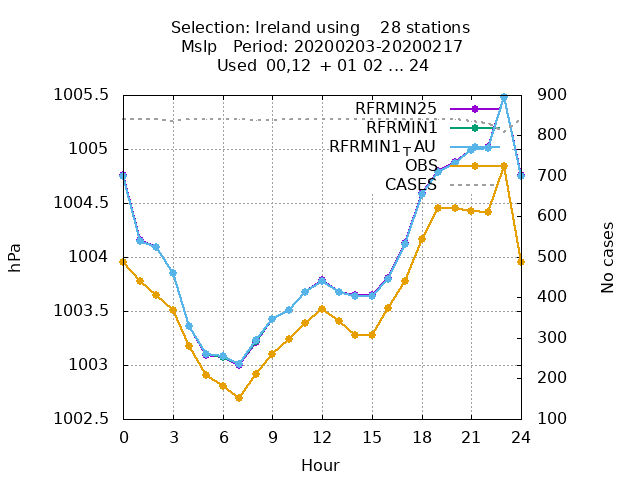 Selection: Ireland using    28 stations
Mslp   Period: 20200203-20200217
Used  00,12  + 01 02 ... 24
1005.5
1005
1004.5
1004
1003.5
1003
1002.5
hPa
900
800
700
600
500
400
300
200
100
No cases
RFRMIN25
RFRMIN1
RFRMIN1┬AU
OBS
CASES
0 3 6 9 12 15 18 21 24
Hour